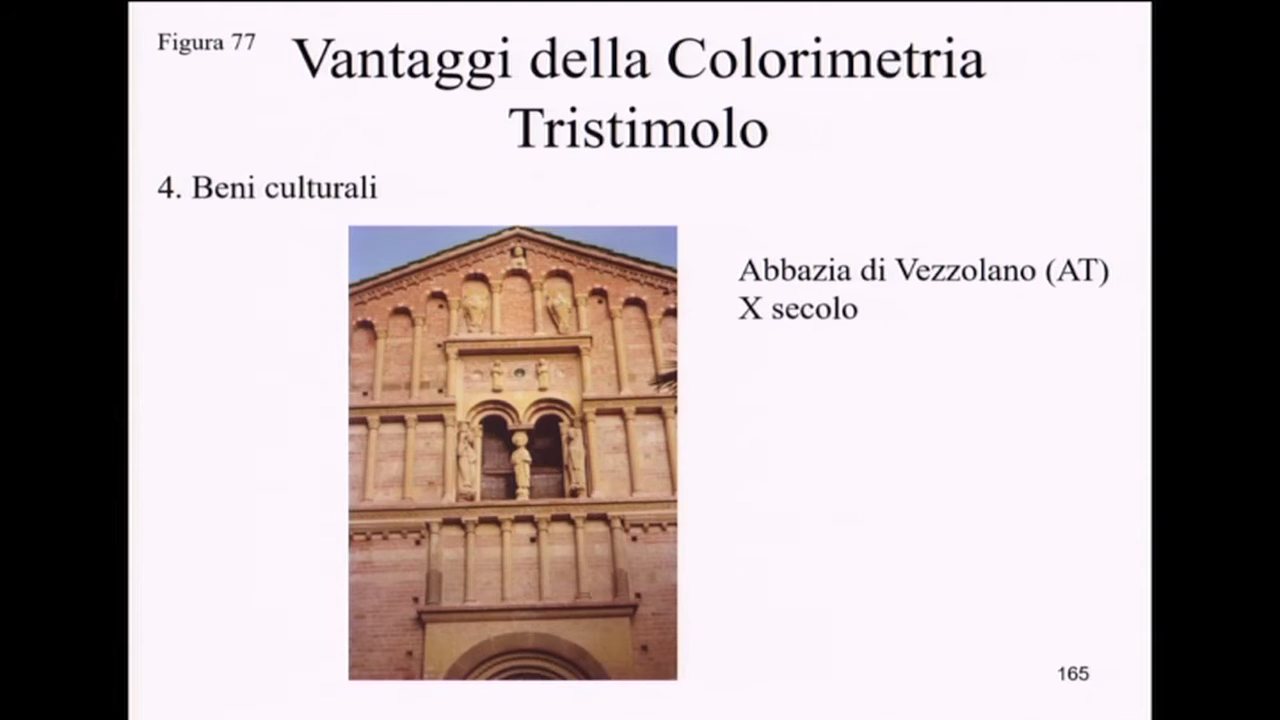 Figura 77
Vantaggi della Colorimetria
Tristimolo
4. Beni culturali
Abbazia di Vezzolano (AT)
X secolo
165